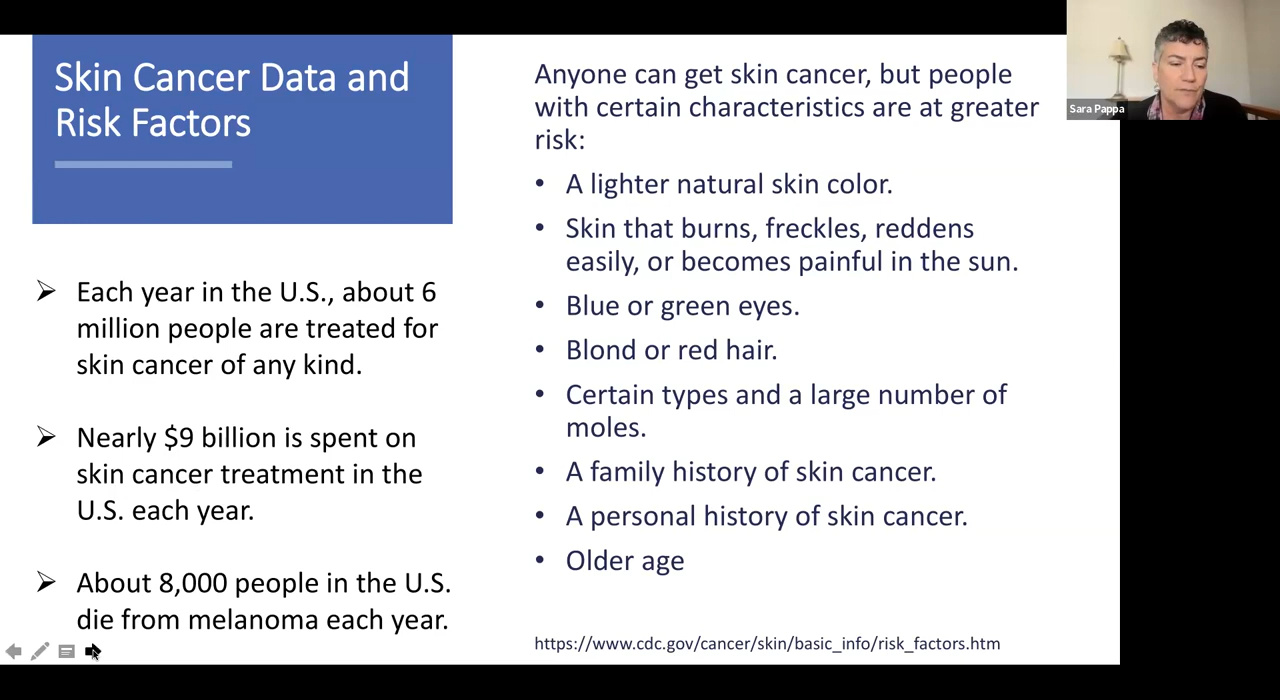 Skin Cancer Data and
Risk Factors
➢ Each year in the U.S., about 6
million people are treated for
skin cancer of any kind.
➢ Nearly $9 billion is spent on
skin cancer treatment in the
U.S. each year.
➢ About 8,000 people in the U.S.
die from melanoma each year.
Anyone can get skin cancer, but people
with certain characteristics are at greater
risk:
• A lighter natural skin color.
• Skin that burns, freckles, reddens
easily, or becomes painful in the sun.
• Blue or green eyes.
• Blond or red hair.
• Certain types and a large number of
moles.
• A family history of skin cancer.
• A personal history of skin cancer.
• Older age
https://www.cdc.gov/cancer/skin/basic_info/risk_factors.htm
Sara Pappa